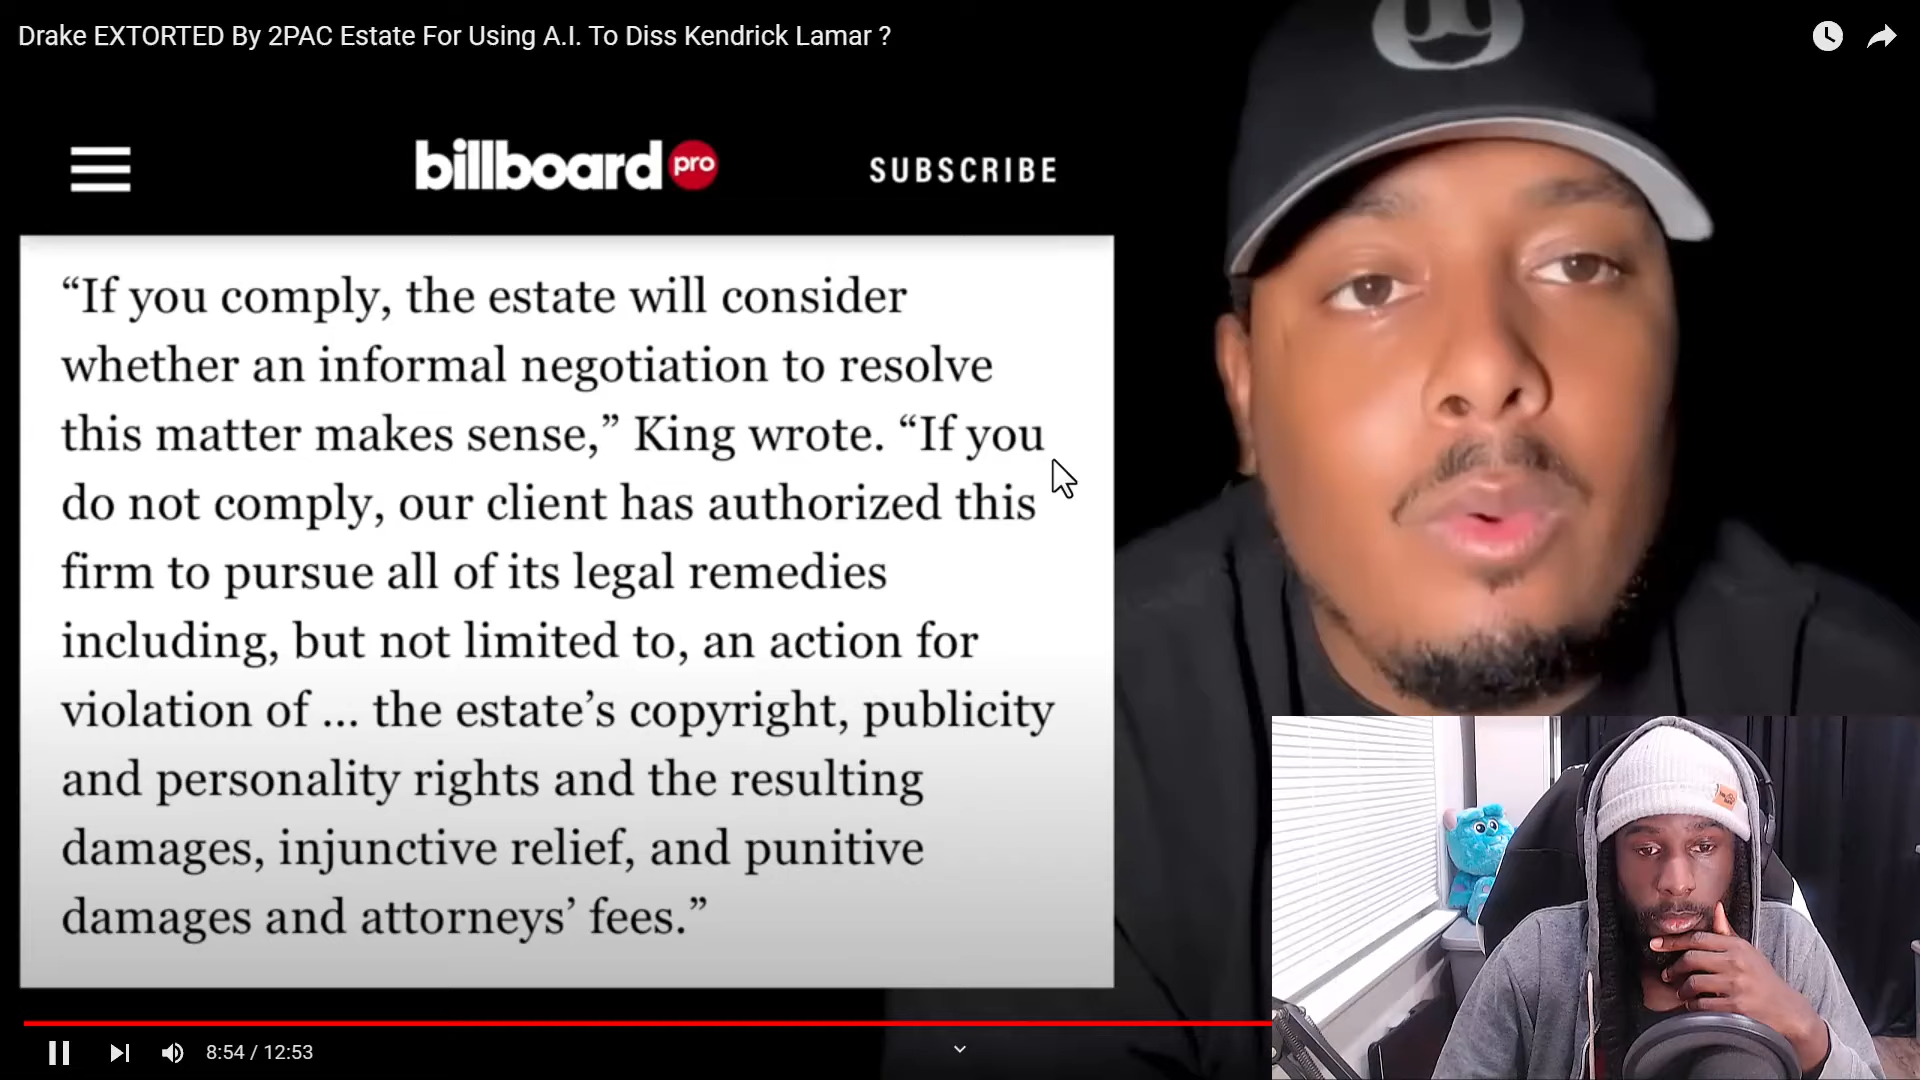 Drake EXTORTED By 2PAC Estate For Using A.I. To Diss Kendrick Lamar ?
billboard pro
SUBSCRIBE
“If you comply, the estate will consider
whether an informal negotiation to resolve
this matter makes sense,” King wrote. “If you
do not comply, our client has authorized this
firm to pursue all of its legal remedies
including, but not limited to, an action for
violation of ... the estate’s copyright, publicity
and personality rights and the resulting
damages, injunctive relief, and punitive
damages and attorneys’ fees.”
8:54 / 12:53